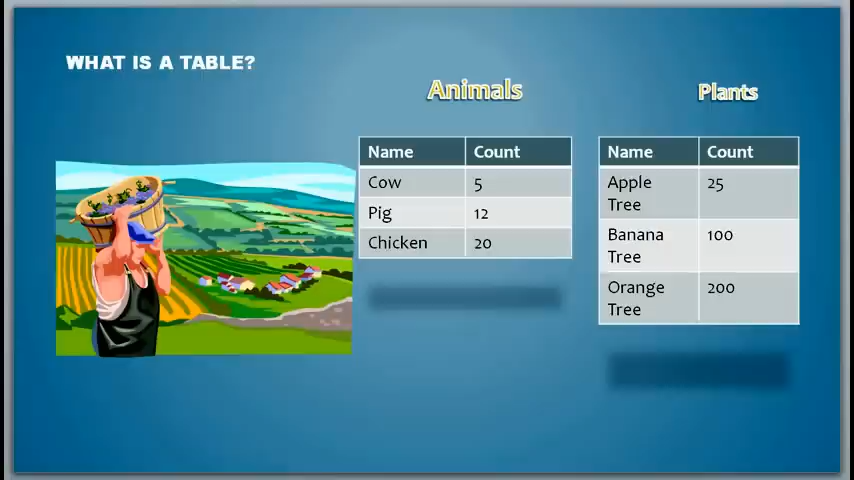 WHAT IS A TABLE?
Animals
Name Count
Cow 5
Pig 12
Chicken 20
Plants
Name Count
Apple 25
Tree
Banana 100
Tree
Orange 200
Tree